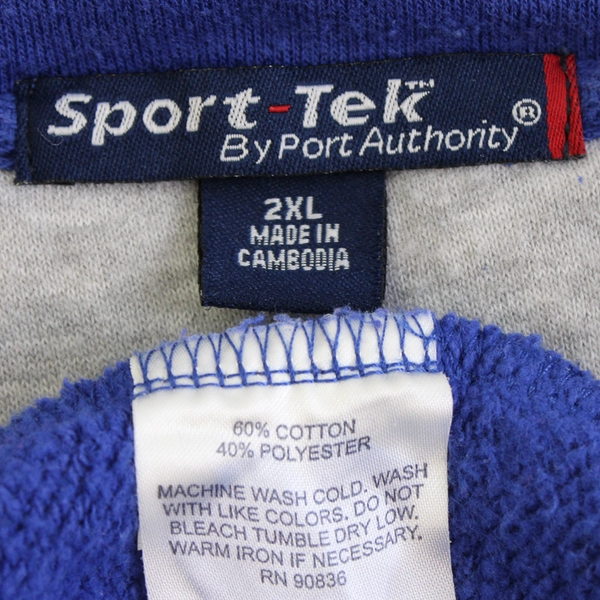 Sport-Tek™
By Port Authority®
2XL
MADE IN
CAMBODIA
60% COTTON
40% POLYESTER
MACHINE WASH COLD. WASH
WITH LIKE COLORS. DO NOT
BLEACH TUMBLE DRY LOW.
WARM IRON IF NECESSARY.
RN 90836